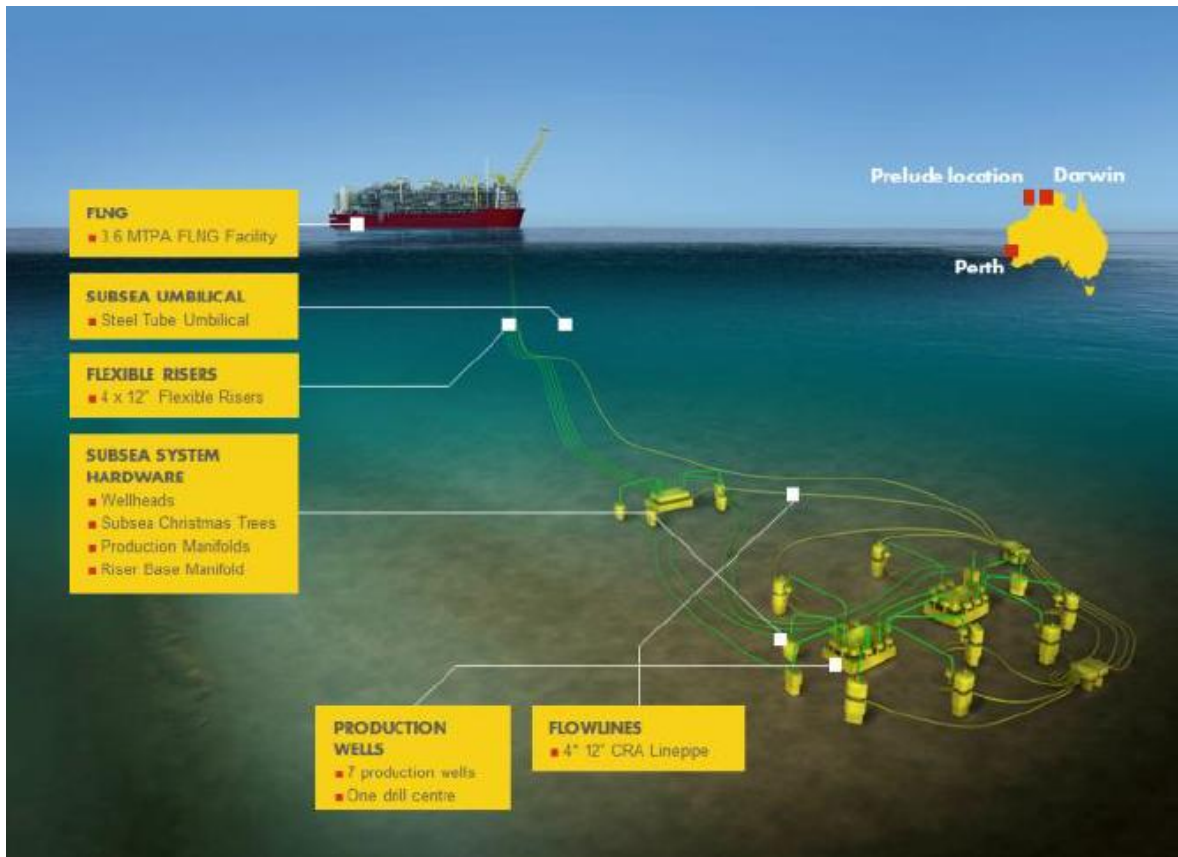 Prelude location
Darwin
Perth
FLNG
3.6 MTPA FLNG Facility
SUBSEA UMBILICAL
Steel Tube Umbilical
FLEXIBLE RISERS
4 x 12" Flexible Risers
SUBSEA SYSTEM
HARDWARE
Wellheads
Subsea Christmas Trees
Production Manifolds
Riser Base Manifold
PRODUCTION
WELLS
7 production wells
One drill centre
FLOWLINES
4* 12" CRA Linepipe